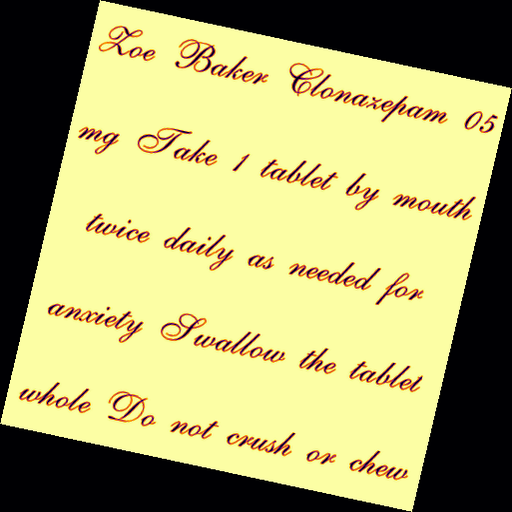 Zoe Baker Clonazepam 05
mg Take 1 tablet by mouth
twice daily as needed for
anxiety Swallow the tablet
whole Do not crush or chew